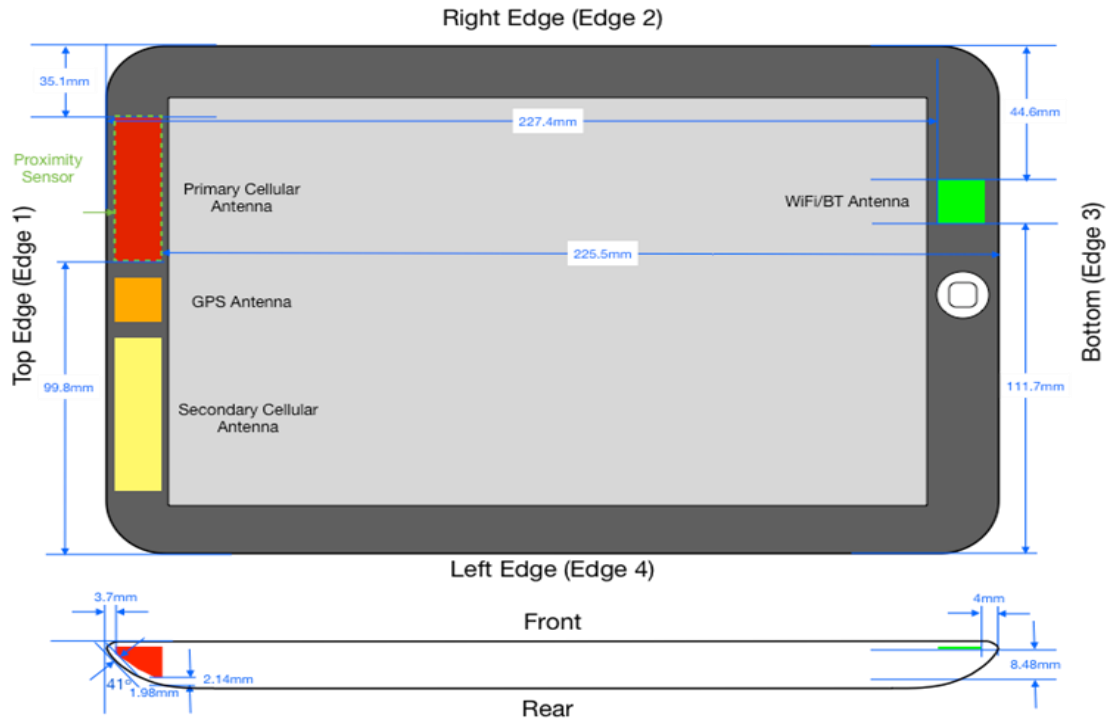 Right Edge (Edge 2)
35.1mm
44.6mm
227.4mm
Proximity
Sensor
Primary Cellular
Antenna
WiFi/BT Antenna
Top Edge (Edge 1)
Bottom (Edge 3)
225.5mm
GPS Antenna
99.8mm
111.7mm
Secondary Cellular
Antenna
Left Edge (Edge 4)
3.7mm
4mm
Front
8.48mm
2.14mm
41°
1.98mm
Rear